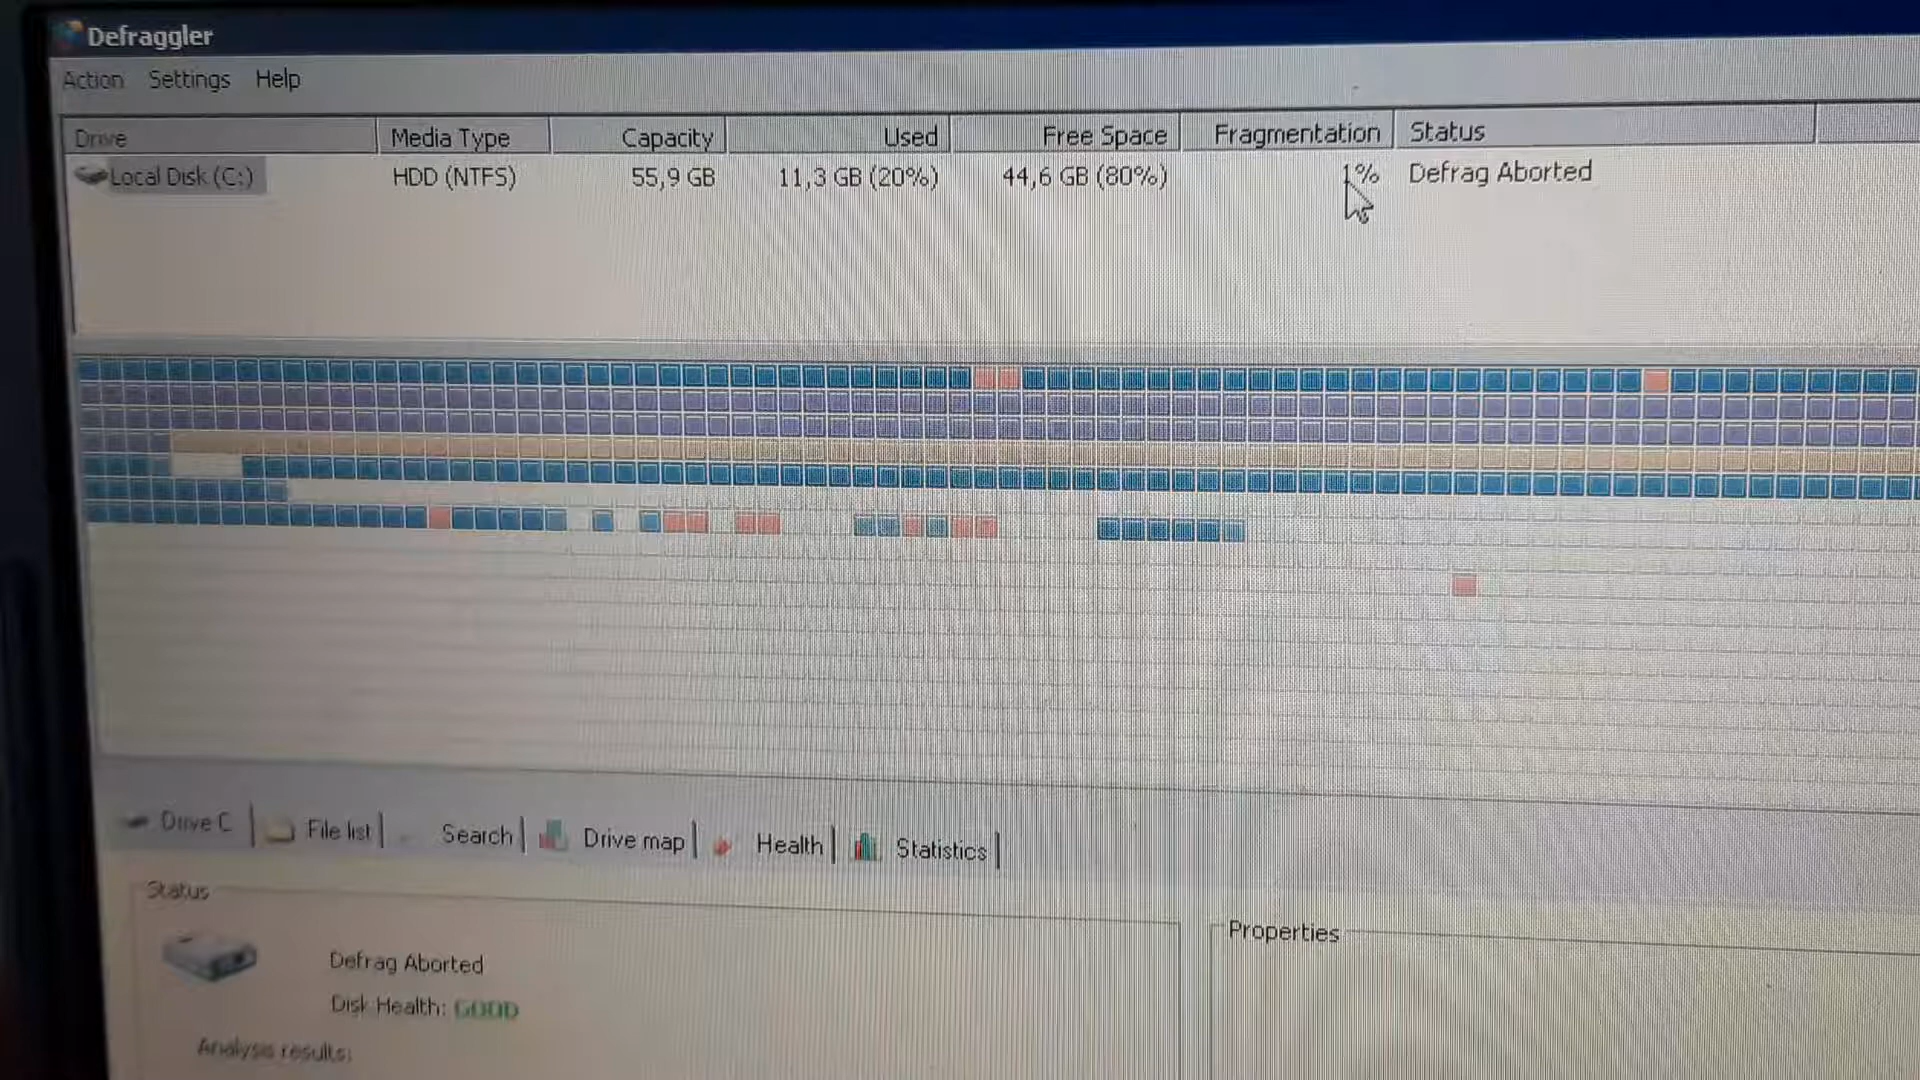 Defraggler
Action Settings Help
Drive Media Type Capacity Used Free Space Fragmentation Status
Local Disk (C:) HDD (NTFS) 55,9 GB 11,3 GB (20%) 44,6 GB (80%) 1% Defrag Aborted
Drive C File list Search Drive map Health Statistics
Status
Properties
Defrag Aborted
Disk Health: GOOD
Analysis results: